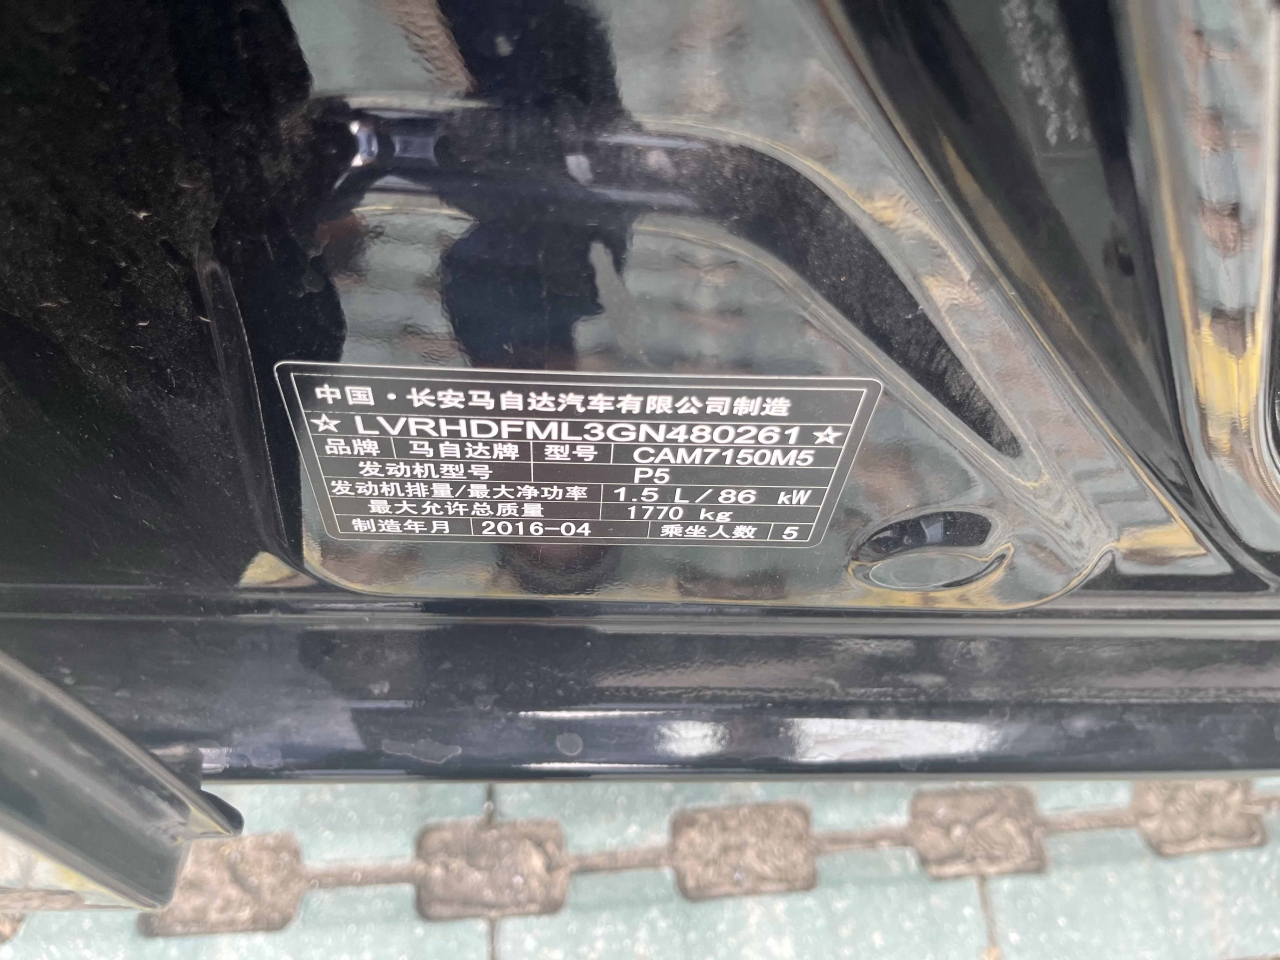 中国·长安马自达汽车有限公司制造
☆ LVRHDFML3GN480261 ☆
品牌 马自达牌 型号 CAM7150M5
发动机型号 P5
发动机排量/最大净功率 1.5 L/86 kW
最大允许总质量 1770 kg
制造年月 2016-04 乘坐人数 5